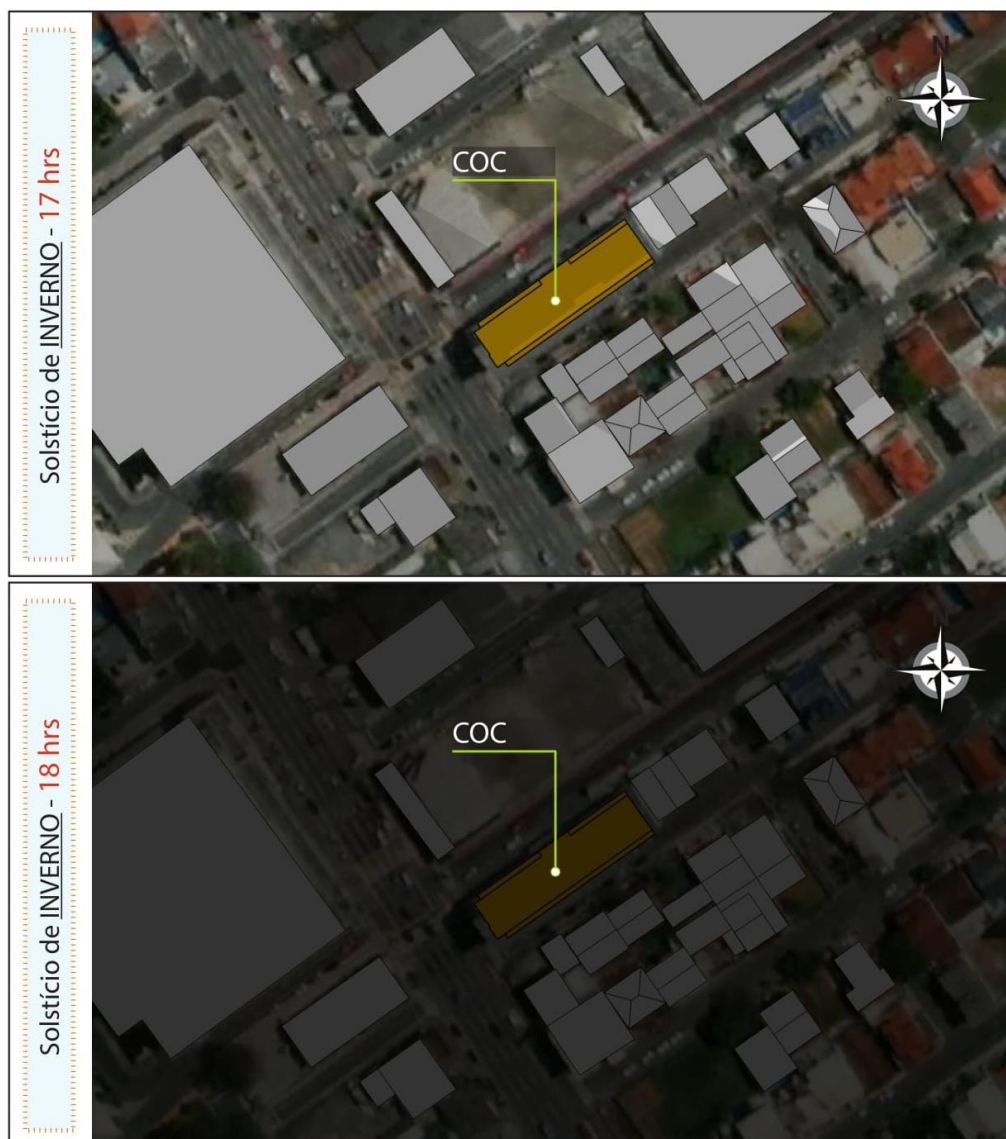 Solstício de INVERNO - 17 hrs
N
COC
Solstício de INVERNO - 18 hrs
N
COC